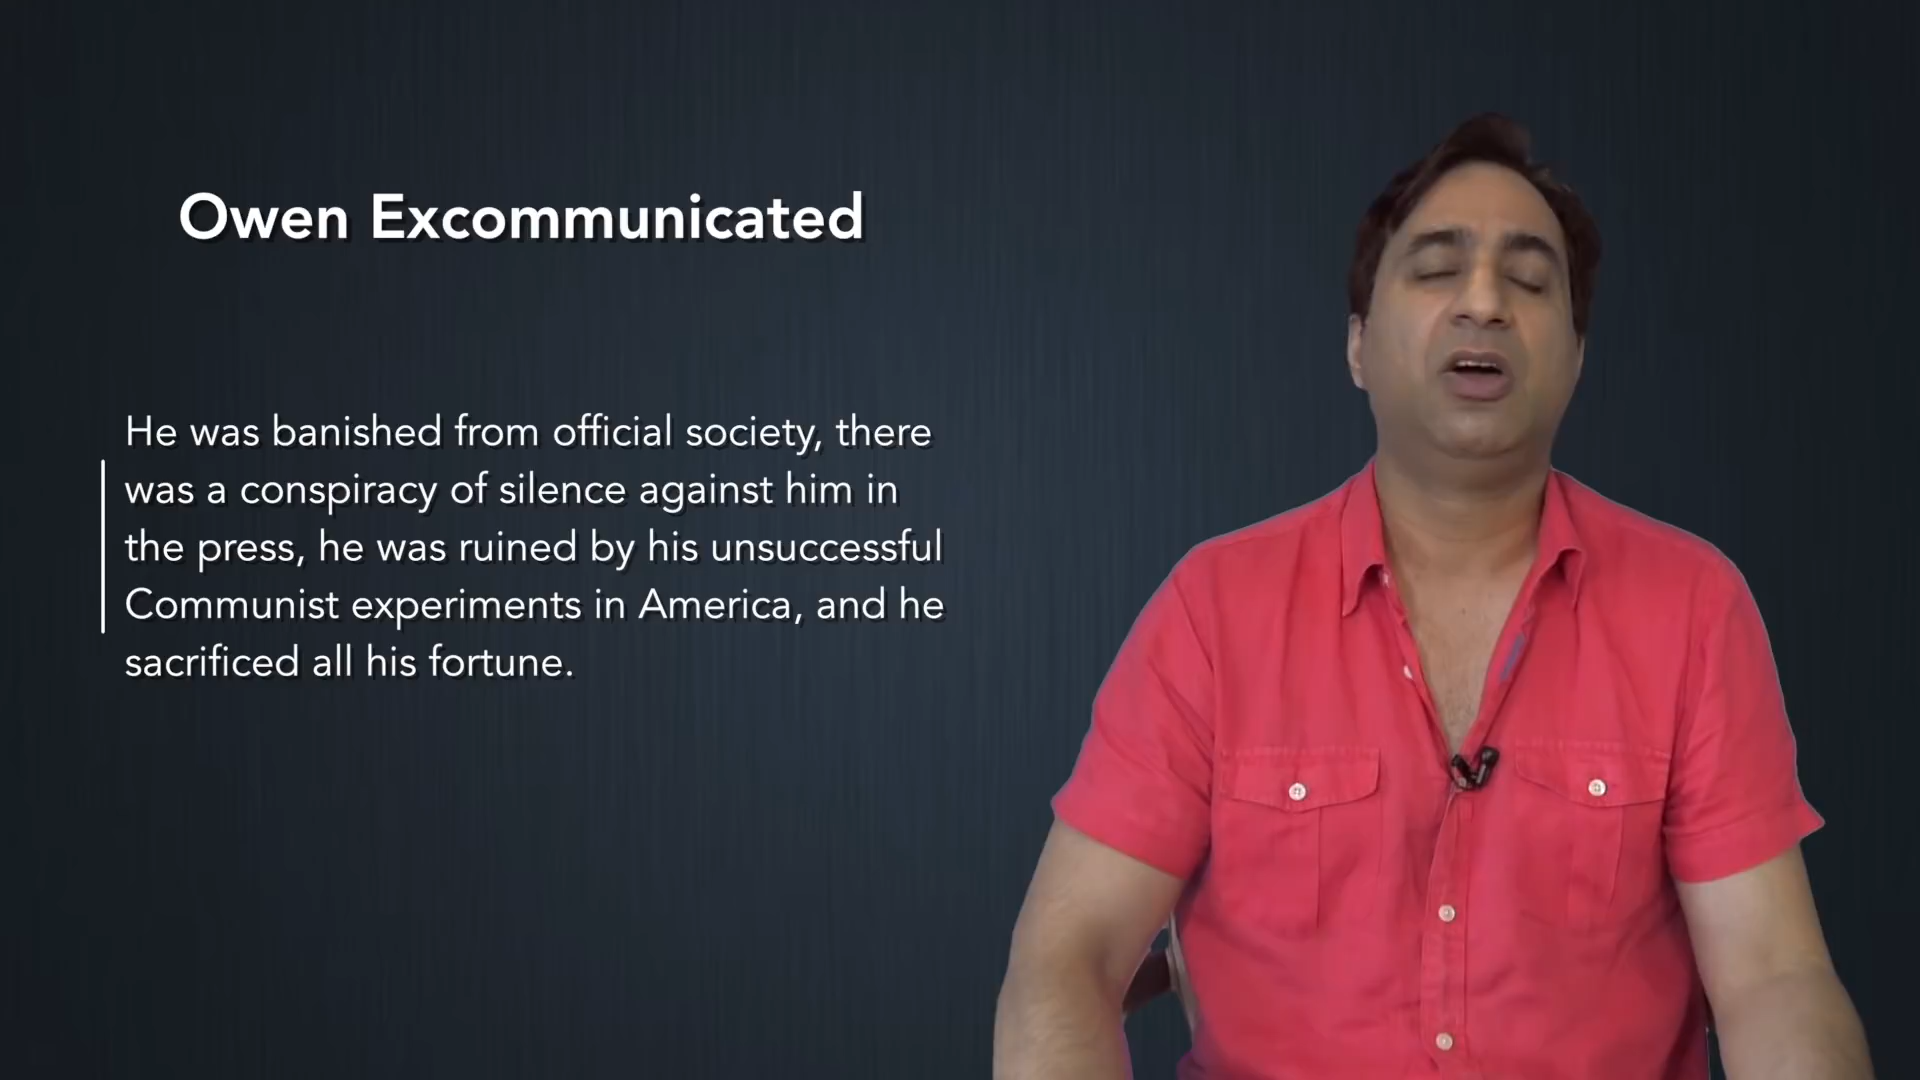 Owen Excommunicated
He was banished from official society, there
was a conspiracy of silence against him in
the press, he was ruined by his unsuccessful
Communist experiments in America, and he
sacrificed all his fortune.